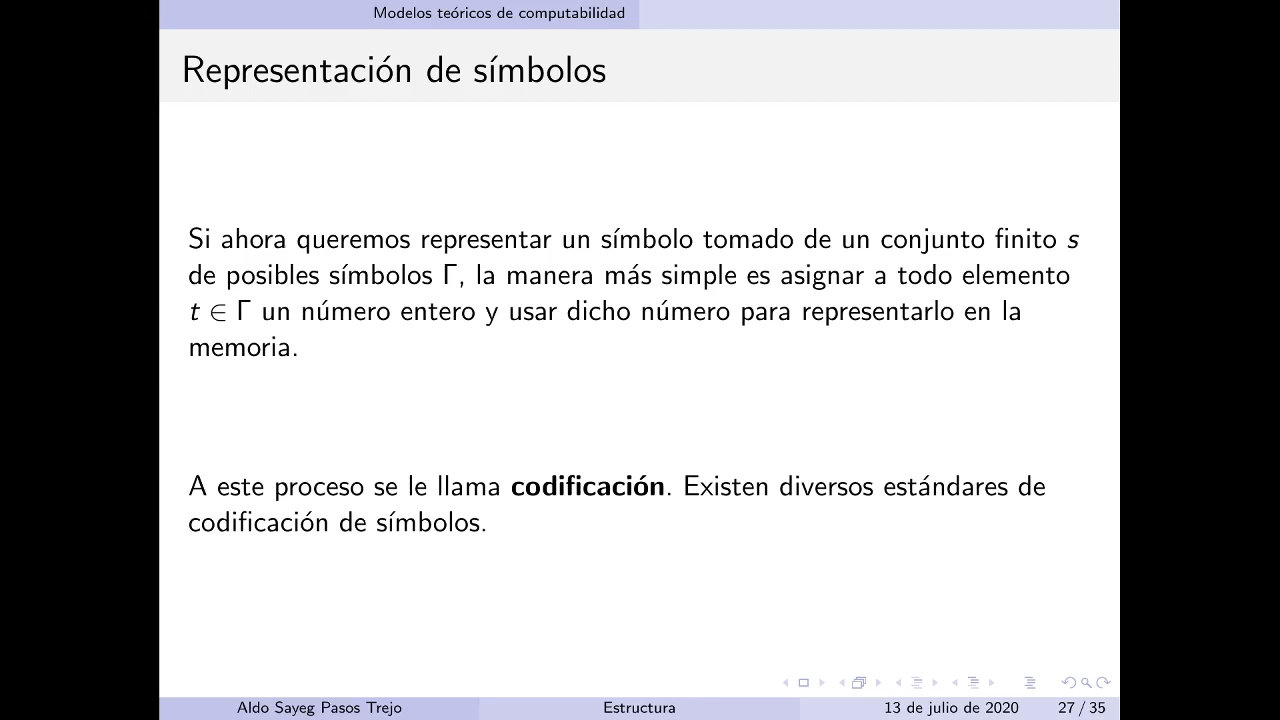 Modelos teóricos de computabilidad
Representación de símbolos
Si ahora queremos representar un símbolo tomado de un conjunto finito s
de posibles símbolos Γ, la manera más simple es asignar a todo elemento
t ∈ Γ un número entero y usar dicho número para representarlo en la
memoria.
A este proceso se le llama codificación. Existen diversos estándares de
codificación de símbolos.
Aldo Sayeg Pasos Trejo
Estructura
13 de julio de 2020
27 / 35